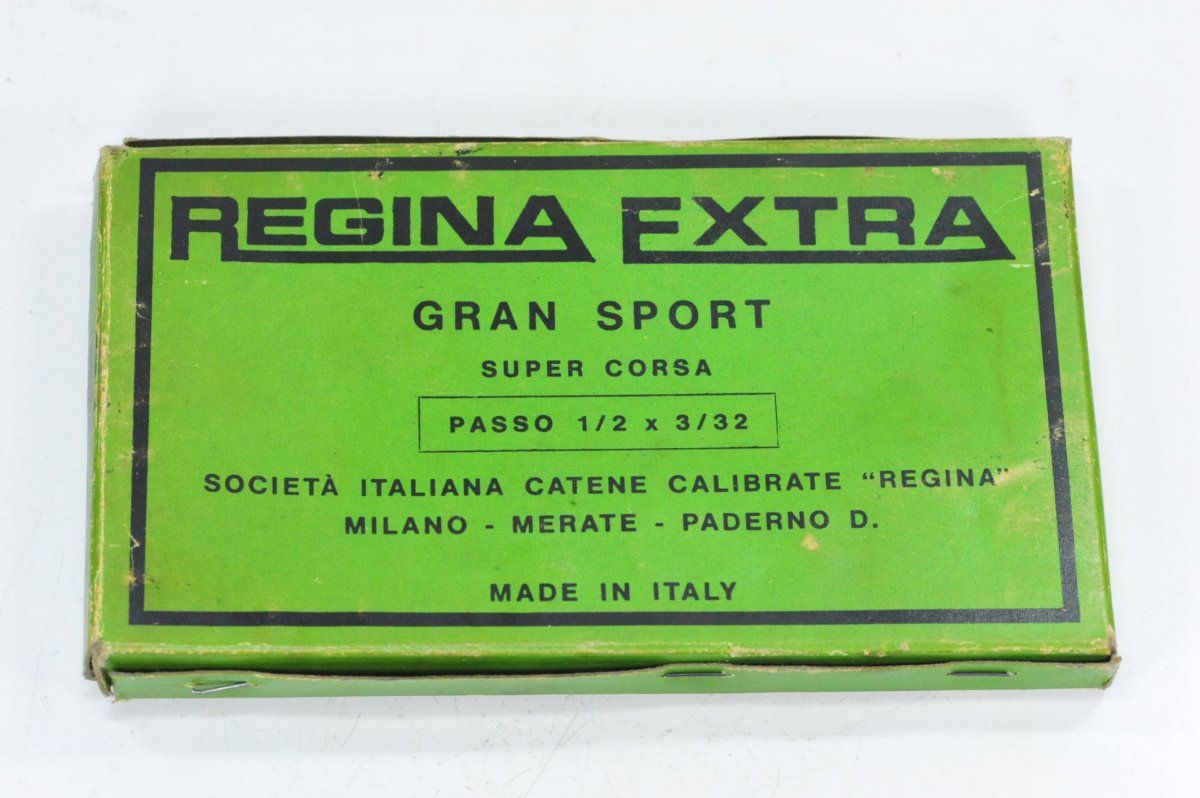 REGINA EXTRA
GRAN SPORT
SUPER CORSA
PASSO 1/2 x 3/32
SOCIETÀ ITALIANA CATENE CALIBRATE “REGINA”
MILANO - MERATE - PADERNO D.
MADE IN ITALY